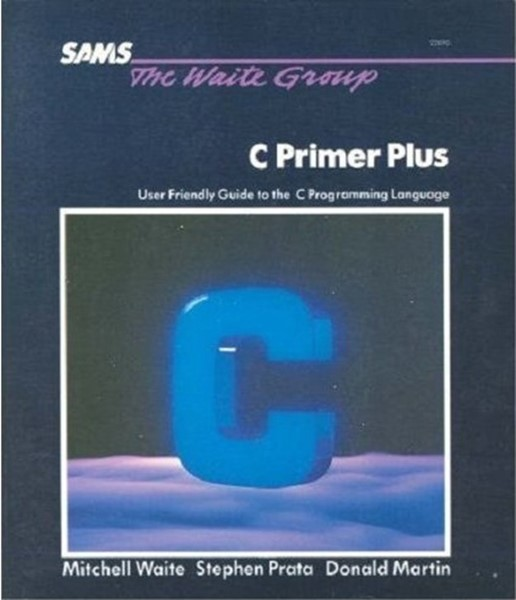 SAMS
The Waite Group
C Primer Plus
User Friendly Guide to the C Programming Language
C
Mitchell Waite Stephen Prata Donald Martin